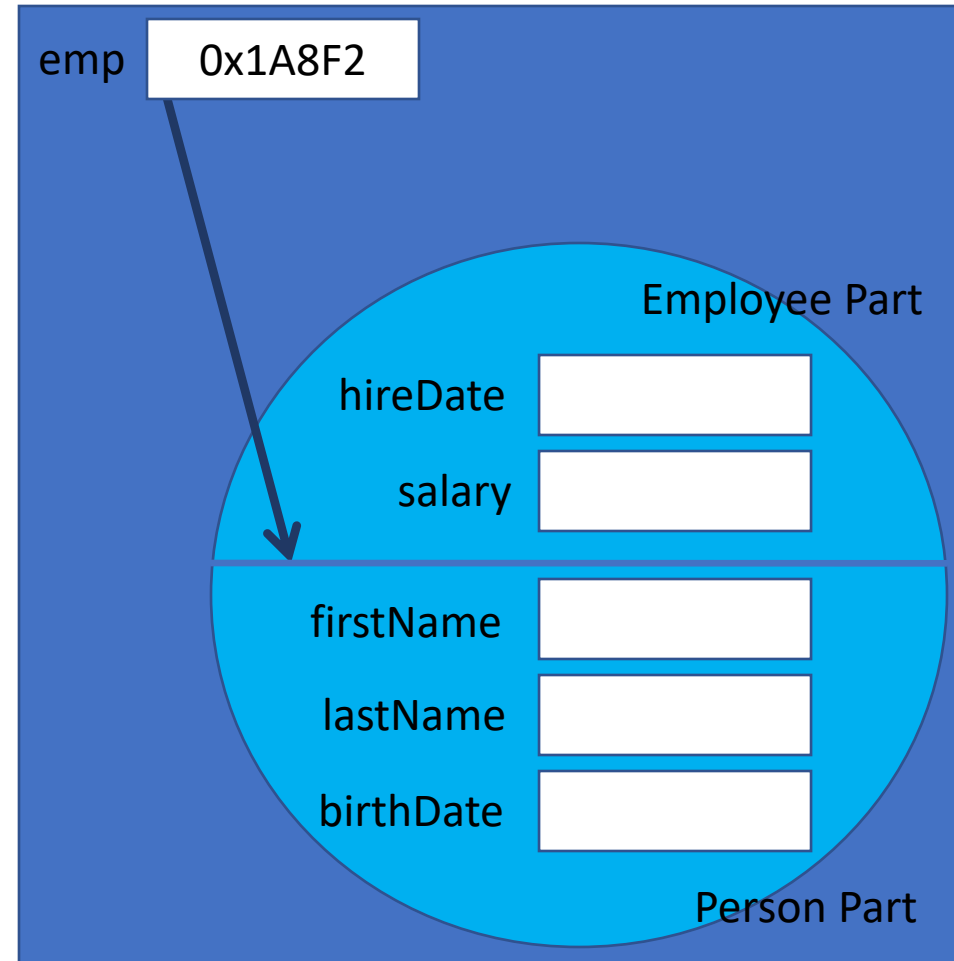 emp 0x1A8F2
Employee Part
hireDate
salary
firstName
lastName
birthDate
Person Part